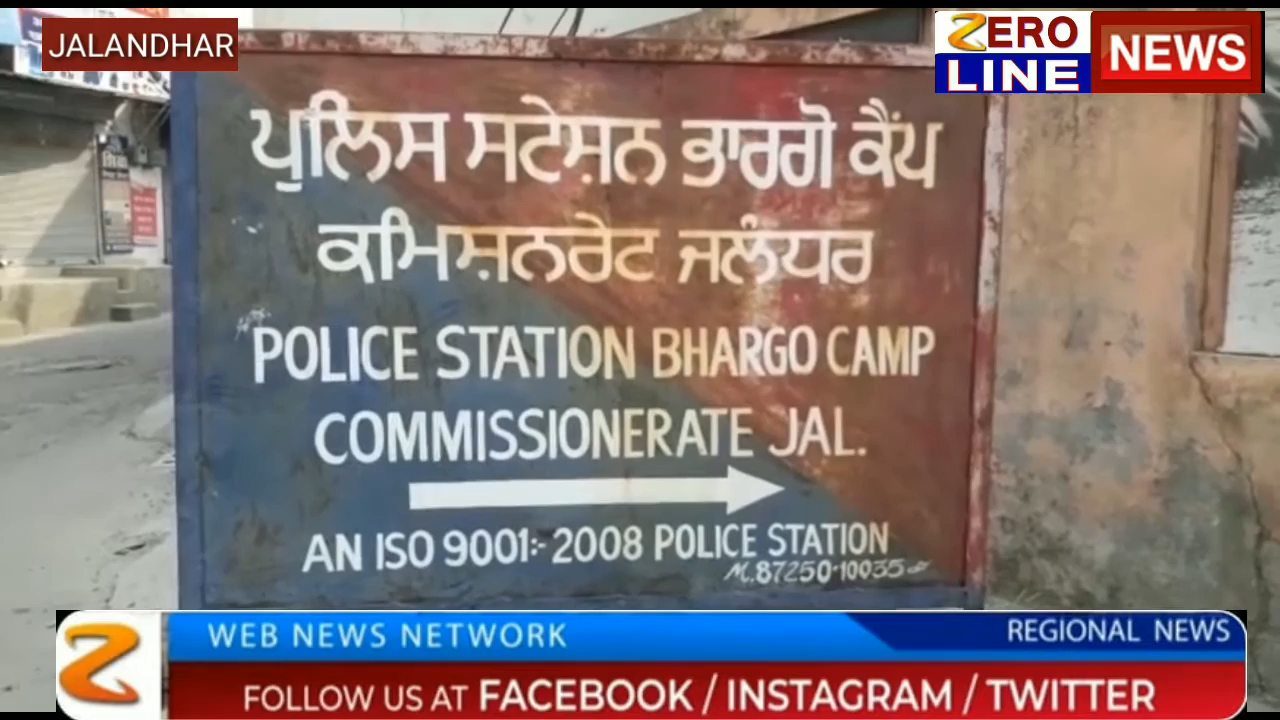 JALANDHAR
ZERO LINE NEWS
ਪੁਲਿਸ ਸਟੇਸ਼ਨ ਭਾਰਗੋ ਕੈਂਪ
ਕਮਿਸ਼ਨਰੇਟ ਜਲੰਧਰ
POLICE STATION BHARGO CAMP
COMMISSIONERATE JAL.
AN ISO 9001:-2008 POLICE STATION
M.87250-10035
WEB NEWS NETWORK
REGIONAL NEWS
FOLLOW US AT FACEBOOK / INSTAGRAM / TWITTER